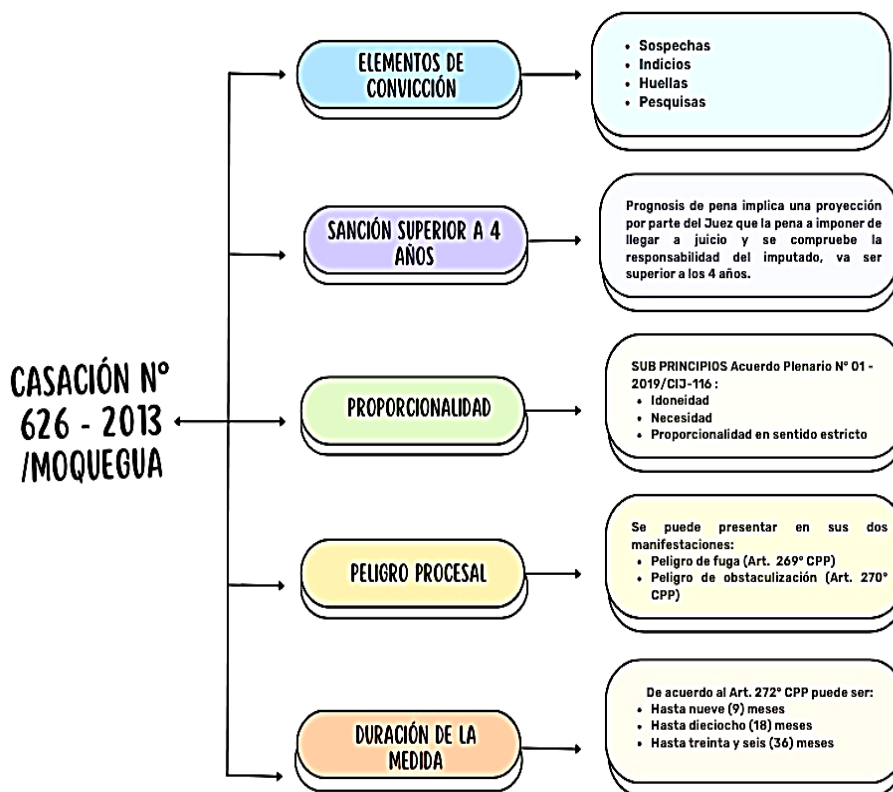 CASACIÓN N°
626 - 2013
/MOQUEGUA
ELEMENTOS DE
CONVICCIÓN
• Sospechas
• Indicios
• Huellas
• Pesquisas
SANCIÓN SUPERIOR A 4
AÑOS
Prognosis de pena implica una proyección
por parte del Juez que la pena a imponer de
llegar a juicio y se compruebe la
responsabilidad del imputado, va ser
superior a los 4 años.
PROPORCIONALIDAD
SUB PRINCIPIOS Acuerdo Plenario N° 01 -
2019/CIJ-116 :
• Idoneidad
• Necesidad
• Proporcionalidad en sentido estricto
PELIGRO PROCESAL
Se puede presentar en sus dos
manifestaciones:
• Peligro de fuga (Art. 269° CPP)
• Peligro de obstaculización (Art. 270°
CPP)
DURACIÓN DE LA
MEDIDA
De acuerdo al Art. 272° CPP puede ser:
• Hasta nueve (9) meses
• Hasta dieciocho (18) meses
• Hasta treinta y seis (36) meses